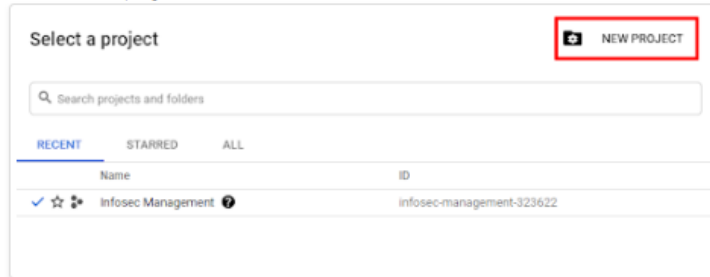 Select a project
NEW PROJECT
Search projects and folders
RECENT STARRED ALL
Name ID
Infosec Management infosec-management-323622